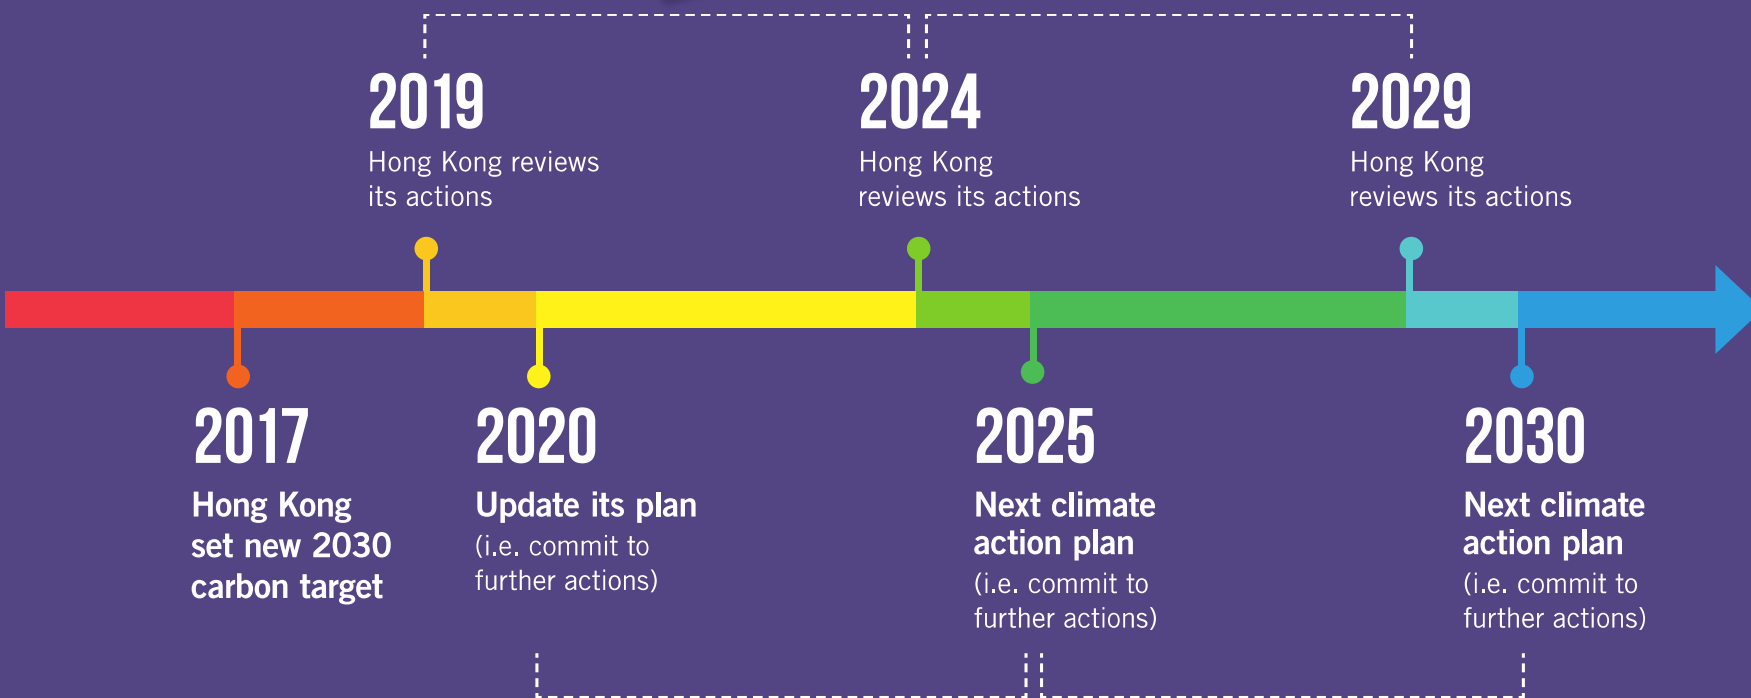 2019
Hong Kong reviews
its actions
2024
Hong Kong
reviews its actions
2029
Hong Kong
reviews its actions
2017
Hong Kong
set new 2030
carbon target
2020
Update its plan
(i.e. commit to
further actions)
2025
Next climate
action plan
(i.e. commit to
further actions)
2030
Next climate
action plan
(i.e. commit to
further actions)